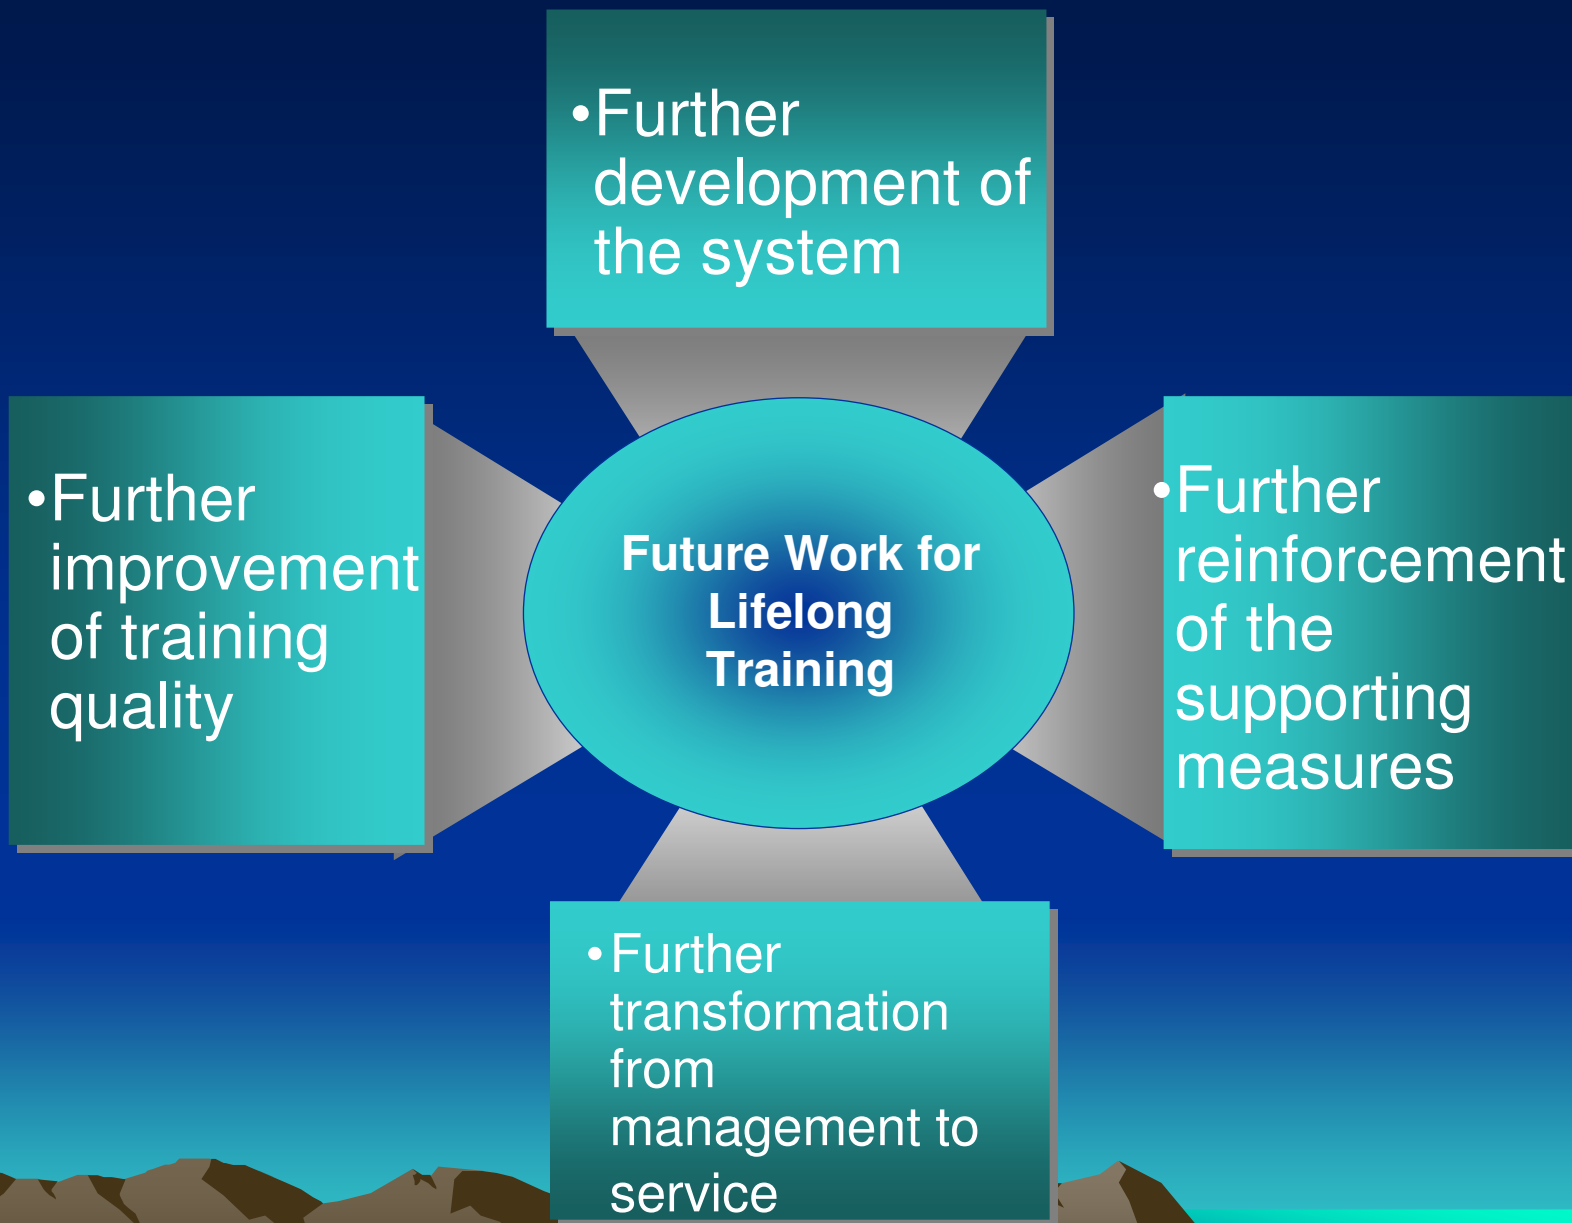 •Further
development of
the system
•Further
improvement
of training
quality
Future Work for
Lifelong
Training
•Further
reinforcement
of the
supporting
measures
•Further
transformation
from
management to
service